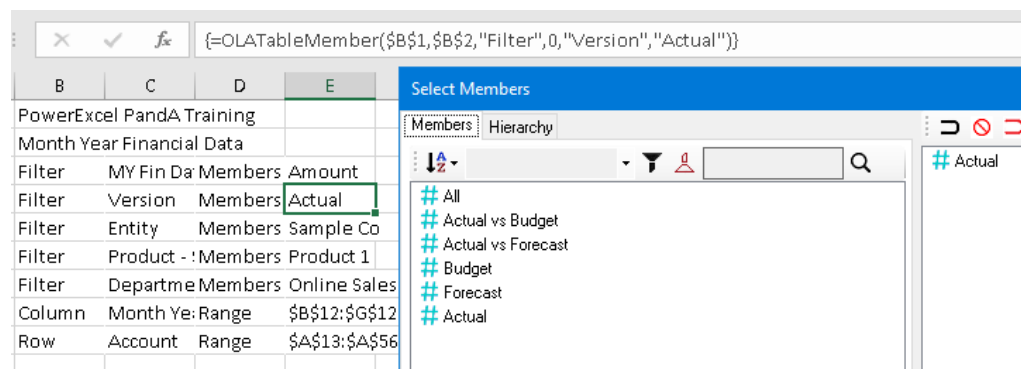 fx {=OLATableMember($B$1,$B$2,"Filter",0,"Version","Actual")}
B C D E
PowerExcel PandA Training
Month Year Financial Data
Filter MY Fin Da Members Amount
Filter Version Members Actual
Filter Entity Members Sample Co
Filter Product - Members Product 1
Filter Departme Members Online Sales
Column Month Ye Range $B$12:$G$12
Row Account Range $A$13:$A$56
Select Members
Members Hierarchy
All
Actual vs Budget
Actual vs Forecast
Budget
Forecast
Actual
Actual